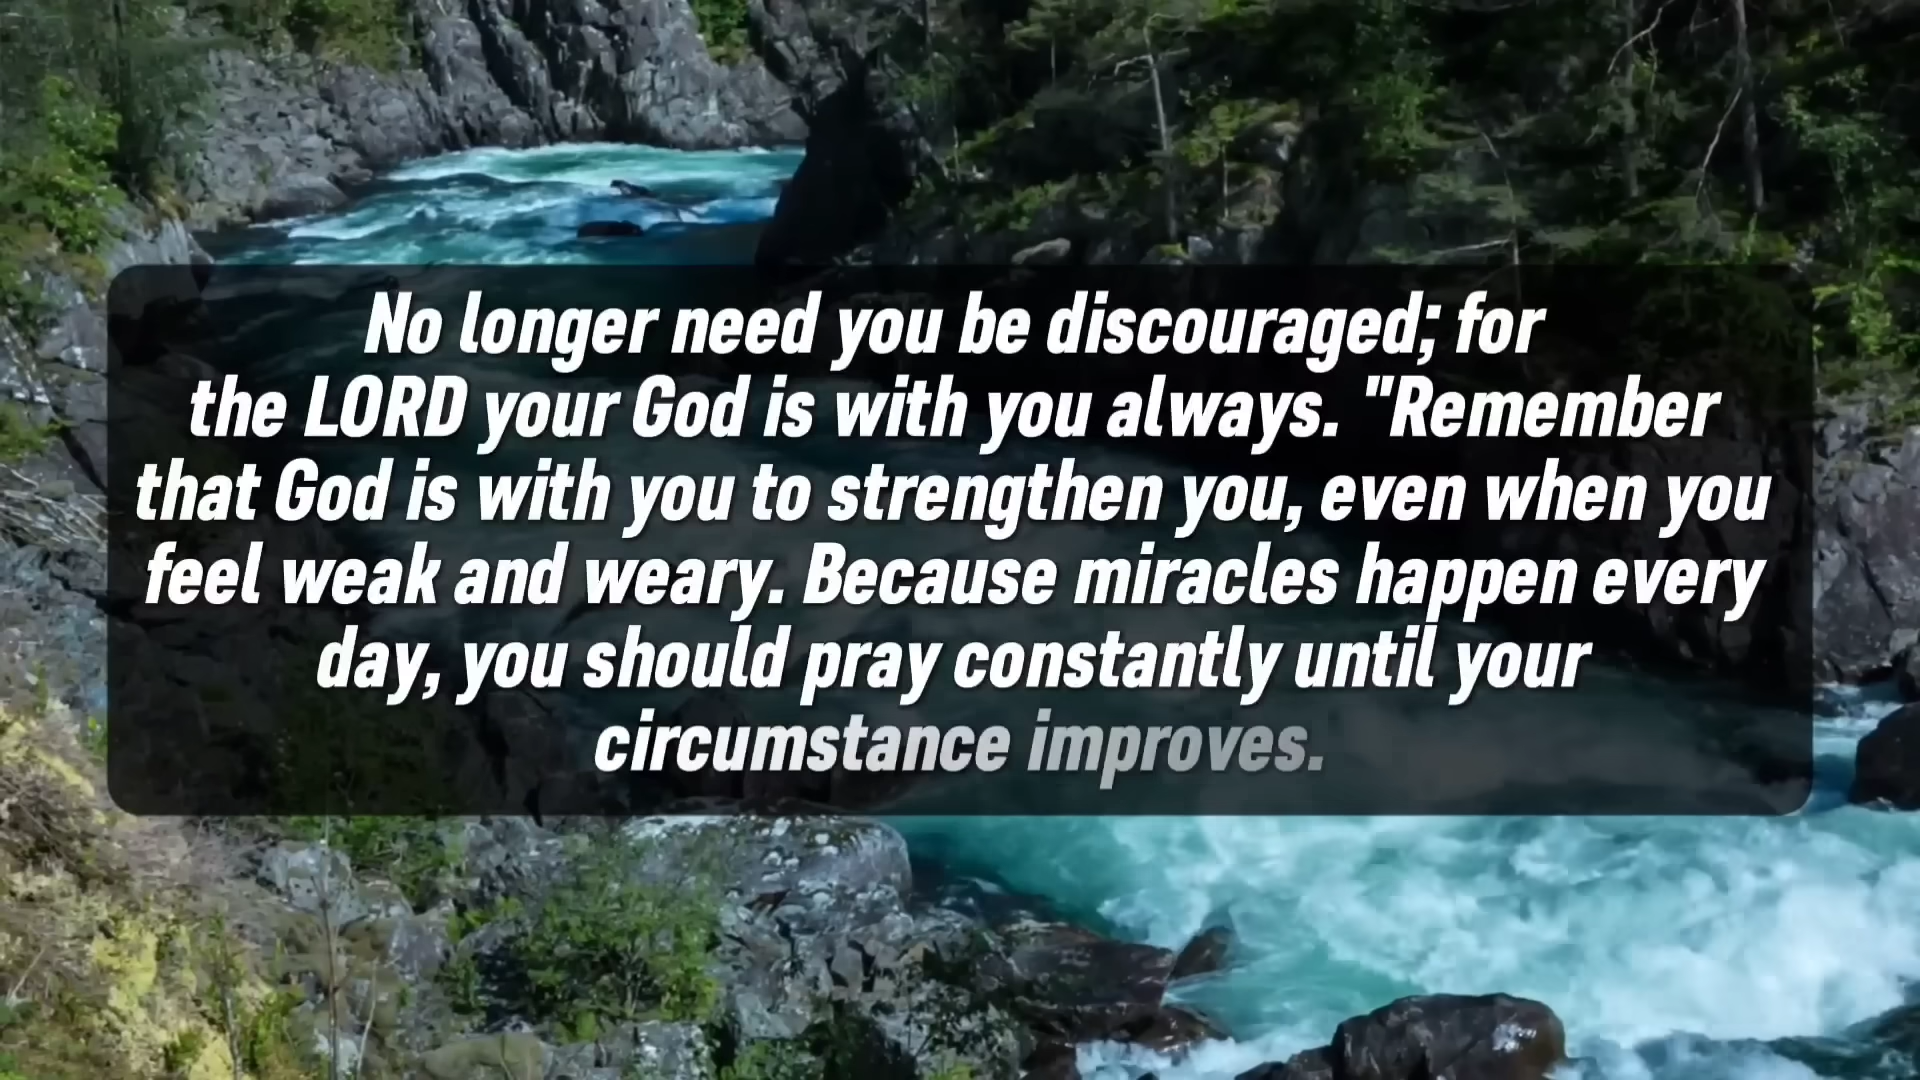 No longer need you be discouraged; for
the LORD your God is with you always. "Remember
that God is with you to strengthen you, even when you
feel weak and weary. Because miracles happen every
day, you should pray constantly until your
circumstance improves.